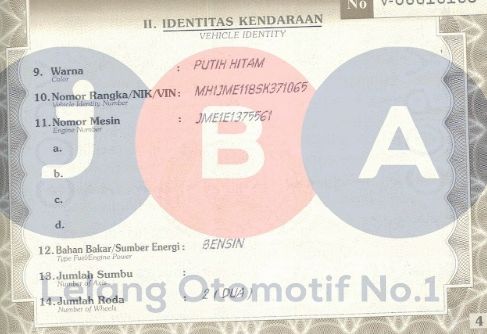 No
II. IDENTITAS KENDARAAN
VEHICLE IDENTITY
9. Warna : PUTIH HITAM
Color
10. Nomor Rangka/NIK/VIN : MH1JME118SK371065
Vehicle Identity Number
11. Nomor Mesin : JME1E1375561
Engine Number
a.
b.
c.
d.
JBA
12. Bahan Bakar/Sumber Energi : BENSIN
Type Fuel/Engine Power
13. Jumlah Sumbu :
Number of Axle
Lelang Otomotif No.1
14. Jumlah Roda : 2 (DUA)
Number of Wheels
4